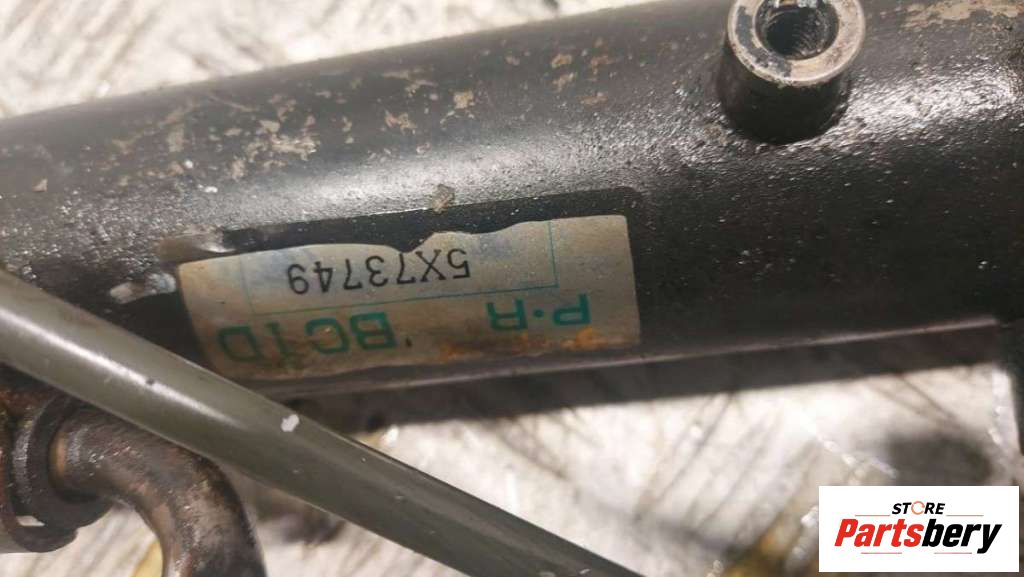 P·R BC1D
5X73749
STORE
Partsbery